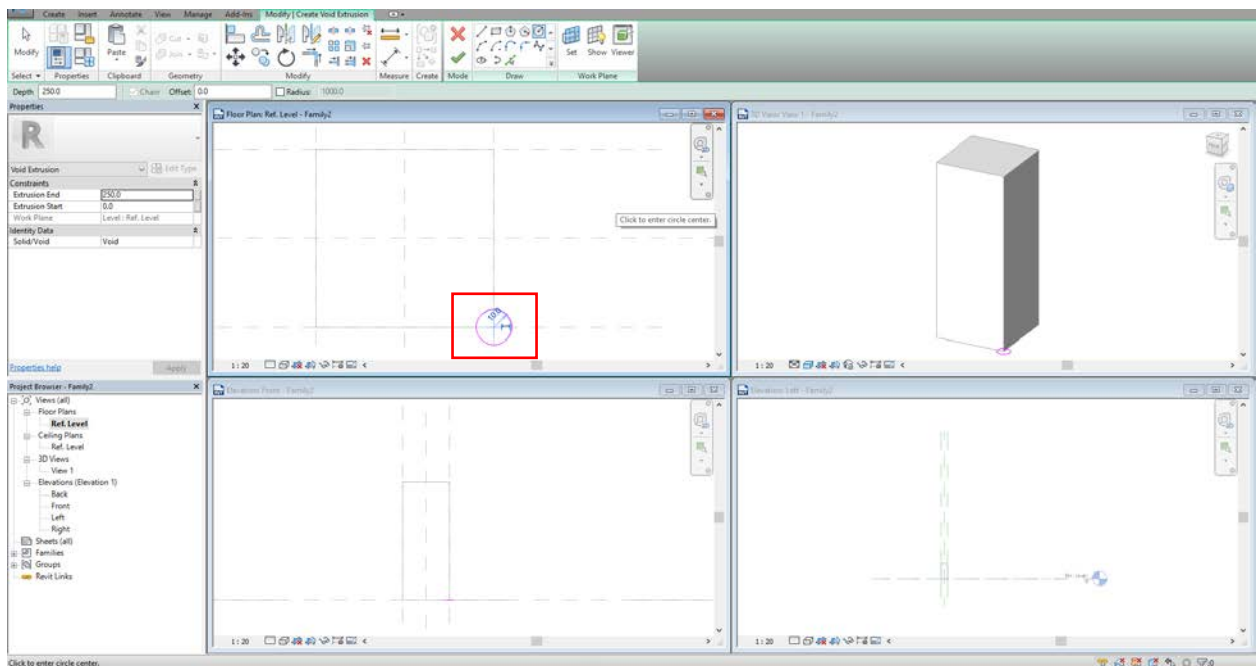 Create Insert Annotate View Manage Add-Ins Modify | Create Void Extrusion
Modify
Paste
Cut
Join
Set Show Viewer
Select Properties Clipboard Geometry Modify Measure Create Mode Draw Work Plane
Depth 250.0 Chain Offset: 0.0 Radius: 1000.0
Properties X
R
Void Extrusion Edit Type
Constraints
Extrusion End 250.0
Extrusion Start 0.0
Work Plane Level : Ref. Level
Identity Data
Solid/Void Void
Properties help Apply
Project Browser - Family2 X
Views (all)
Floor Plans
Ref. Level
Ceiling Plans
Ref. Level
3D Views
View 1
Elevations (Elevation 1)
Back
Front
Left
Right
Sheets (all)
Families
Groups
Revit Links
Floor Plan: Ref. Level - Family2
Click to enter circle center.
10.0
1 : 20
3D View: View 1 - Family2
1 : 20
Elevation: Front - Family2
1 : 20
Elevation: Left - Family2
1 : 20
Click to enter circle center.